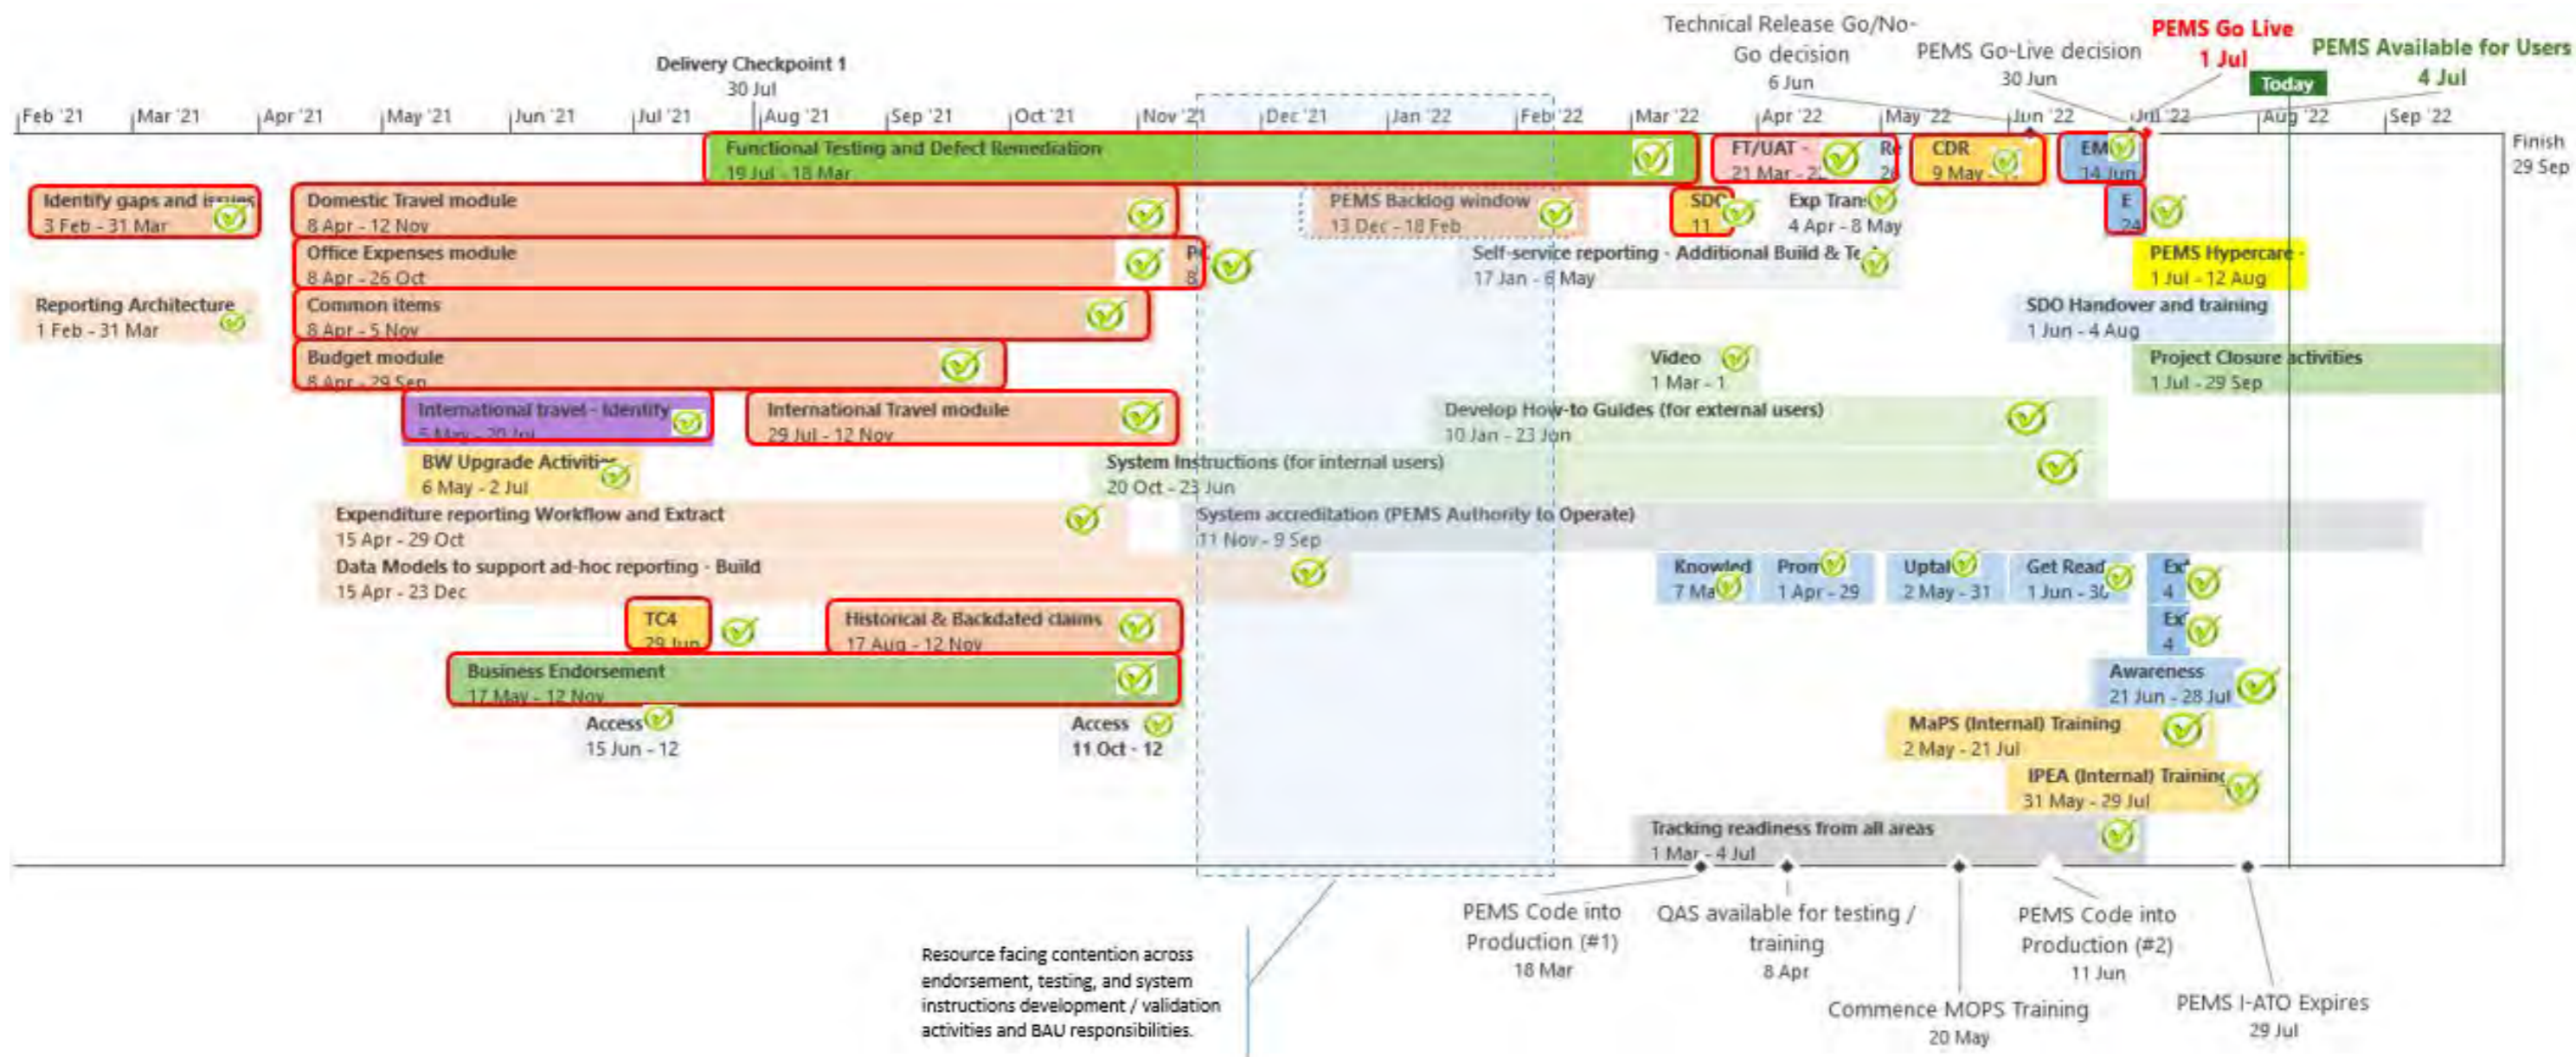 Technical Release Go/No-
Go decision
6 Jun
PEMS Go-Live decision
30 Jun
PEMS Go Live
1 Jul
PEMS Available for Users
4 Jul
Delivery Checkpoint 1
30 Jul
Today
Feb '21
Mar '21
Apr '21
May '21
Jun '21
Jul '21
Aug '21
Sep '21
Oct '21
Nov '21
Dec '21
Jan '22
Feb '22
Mar '22
Apr '22
May '22
Jun '22
Jul '22
Aug '22
Sep '22
Finish
29 Sep
Functional Testing and Defect Remediation
19 Jul - 18 Mar
FT/UAT -
21 Mar - 2
Re
CDR
9 May -
EM
14 Jun
Identify gaps and issues
3 Feb - 31 Mar
Domestic Travel module
8 Apr - 12 Nov
PEMS Backlog window
13 Dec - 18 Feb
SDC
11
Exp Trans
4 Apr - 8 May
E
24
Office Expenses module
8 Apr - 26 Oct
8
Self-service reporting - Additional Build & Te
17 Jan - 6 May
PEMS Hypercare -
1 Jul - 12 Aug
Reporting Architecture
1 Feb - 31 Mar
Common items
8 Apr - 5 Nov
SDO Handover and training
1 Jun - 4 Aug
Budget module
8 Apr - 29 Sep
Video
1 Mar - 1
Project Closure activities
1 Jul - 29 Sep
International travel - Identify
5 May - 20 Jul
International Travel module
29 Jul - 12 Nov
Develop How-to Guides (for external users)
10 Jan - 23 Jun
BW Upgrade Activities
6 May - 2 Jul
System Instructions (for internal users)
20 Oct - 23 Jun
Expenditure reporting Workflow and Extract
15 Apr - 29 Oct
System accreditation (PEMS Authority to Operate)
11 Nov - 9 Sep
Data Models to support ad-hoc reporting - Build
15 Apr - 23 Dec
Knowled
7 Ma
Prom
1 Apr - 29
Uptal
2 May - 31
Get Read
1 Jun - 30
Ex
4
TC4
29 Jun
Historical & Backdated claims
17 Aug - 12 Nov
Ex
4
Business Endorsement
17 May - 12 Nov
Awareness
21 Jun - 28 Jul
Access
15 Jun - 12
Access
11 Oct - 12
MaPS (Internal) Training
2 May - 21 Jul
IPEA (Internal) Training
31 May - 29 Jul
Tracking readiness from all areas
1 Mar - 4 Jul
PEMS Code into
Production (#1)
18 Mar
QAS available for testing /
training
8 Apr
Commence MOPS Training
20 May
PEMS Code into
Production (#2)
11 Jun
PEMS I-ATO Expires
29 Jul
Resource facing contention across
endorsement, testing, and system
instructions development / validation
activities and BAU responsibilities.